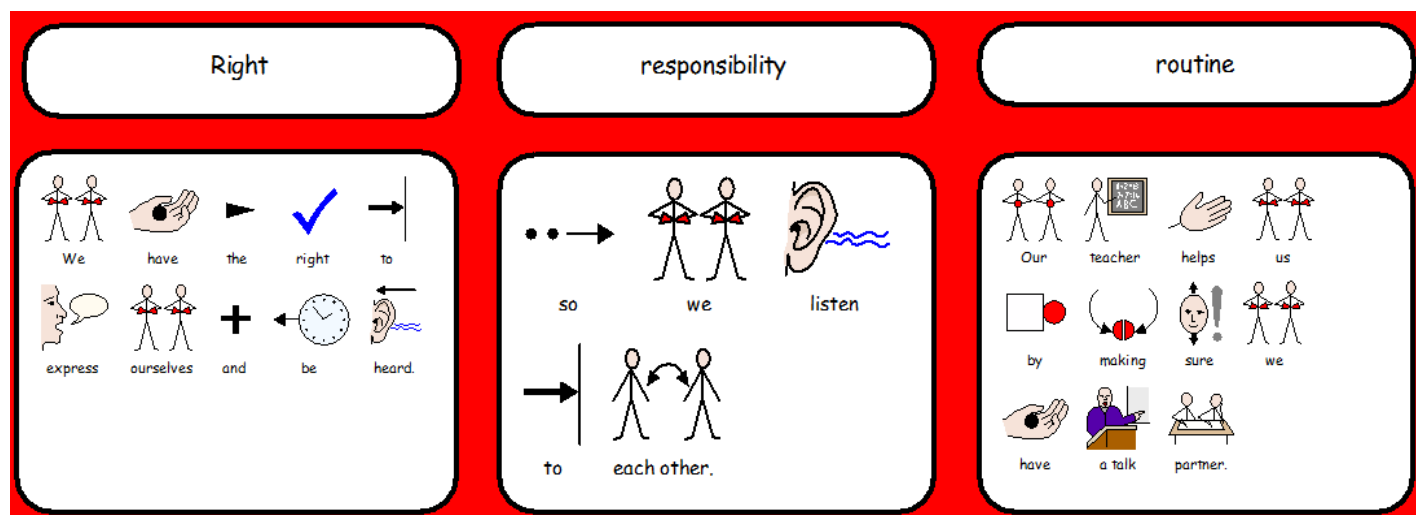 Right
We have the right to
express ourselves and be heard.
responsibility
so we listen
to each other.
routine
Our teacher helps us
by making sure we
have a talk partner.